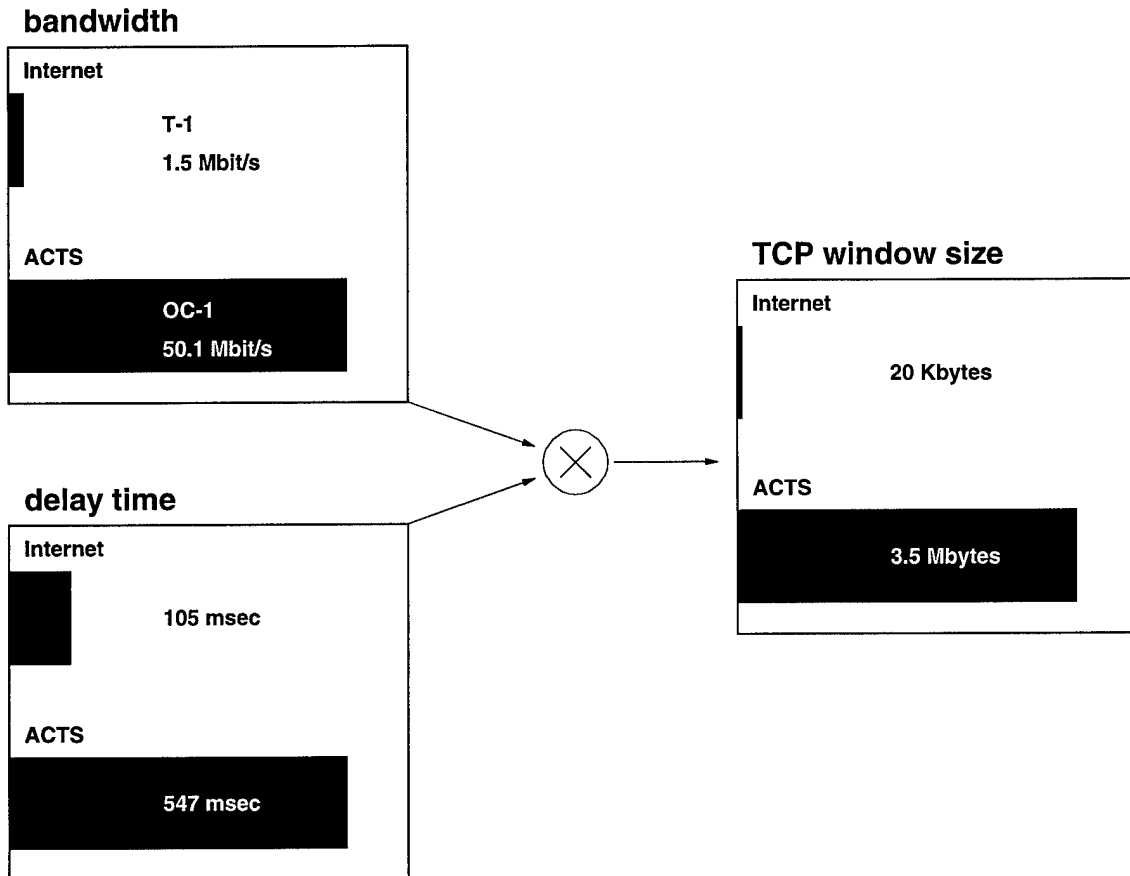 bandwidth
Internet
T-1
1.5 Mbit/s
ACTS
OC-1
50.1 Mbit/s
delay time
Internet
105 msec
ACTS
547 msec
TCP window size
Internet
20 Kbytes
ACTS
3.5 Mbytes